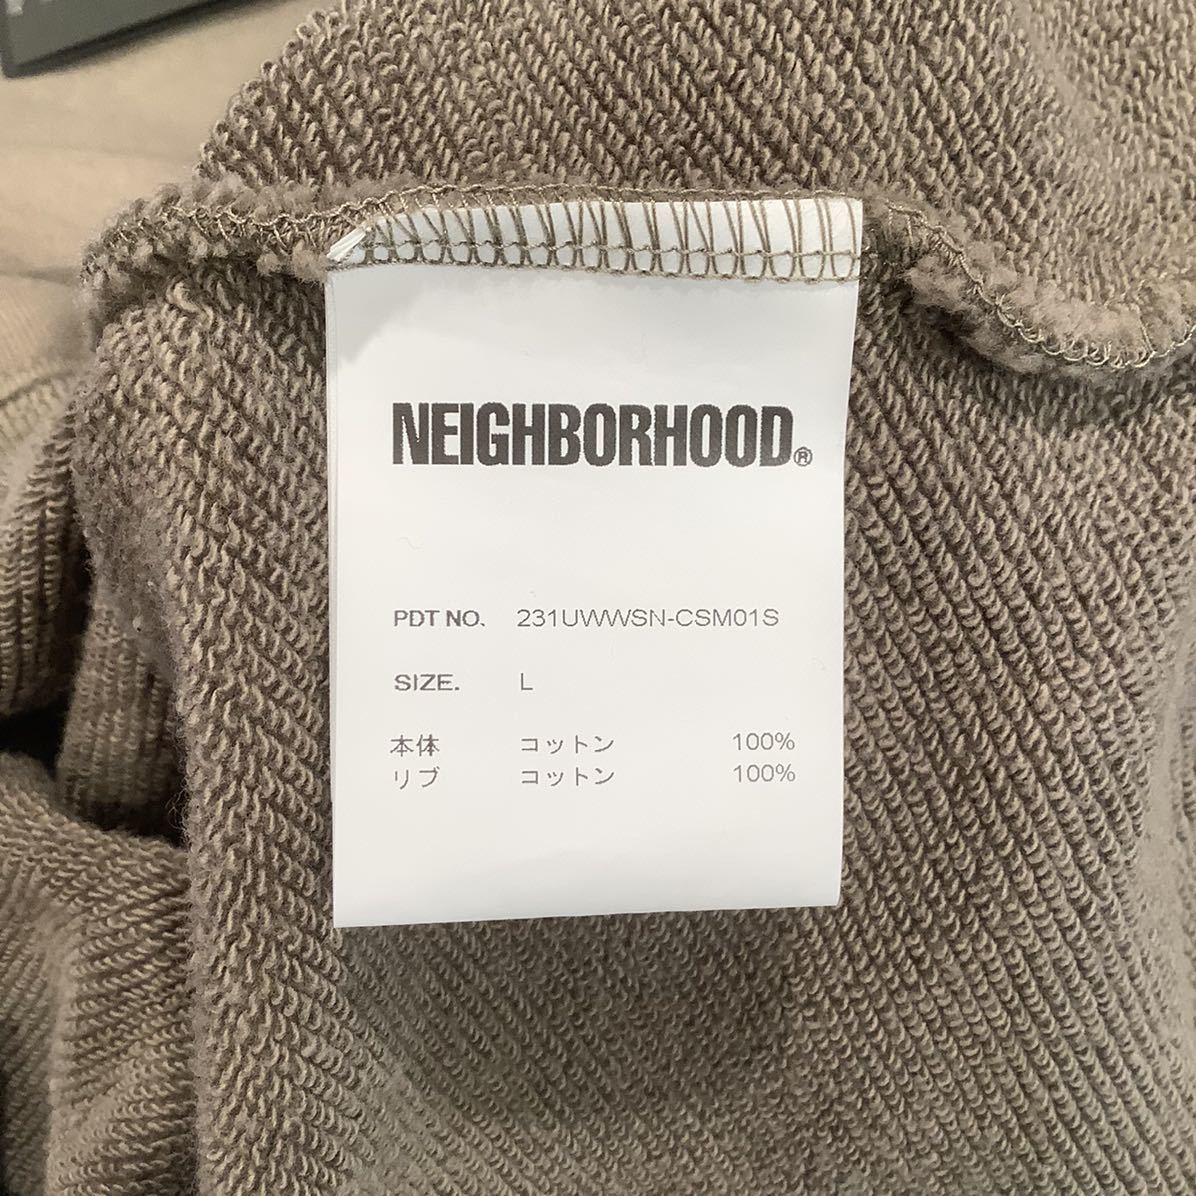 NEIGHBORHOOD®
PDT NO. 231UWWSN-CSM01S
SIZE. L
本体 コットン 100%
リブ コットン 100%